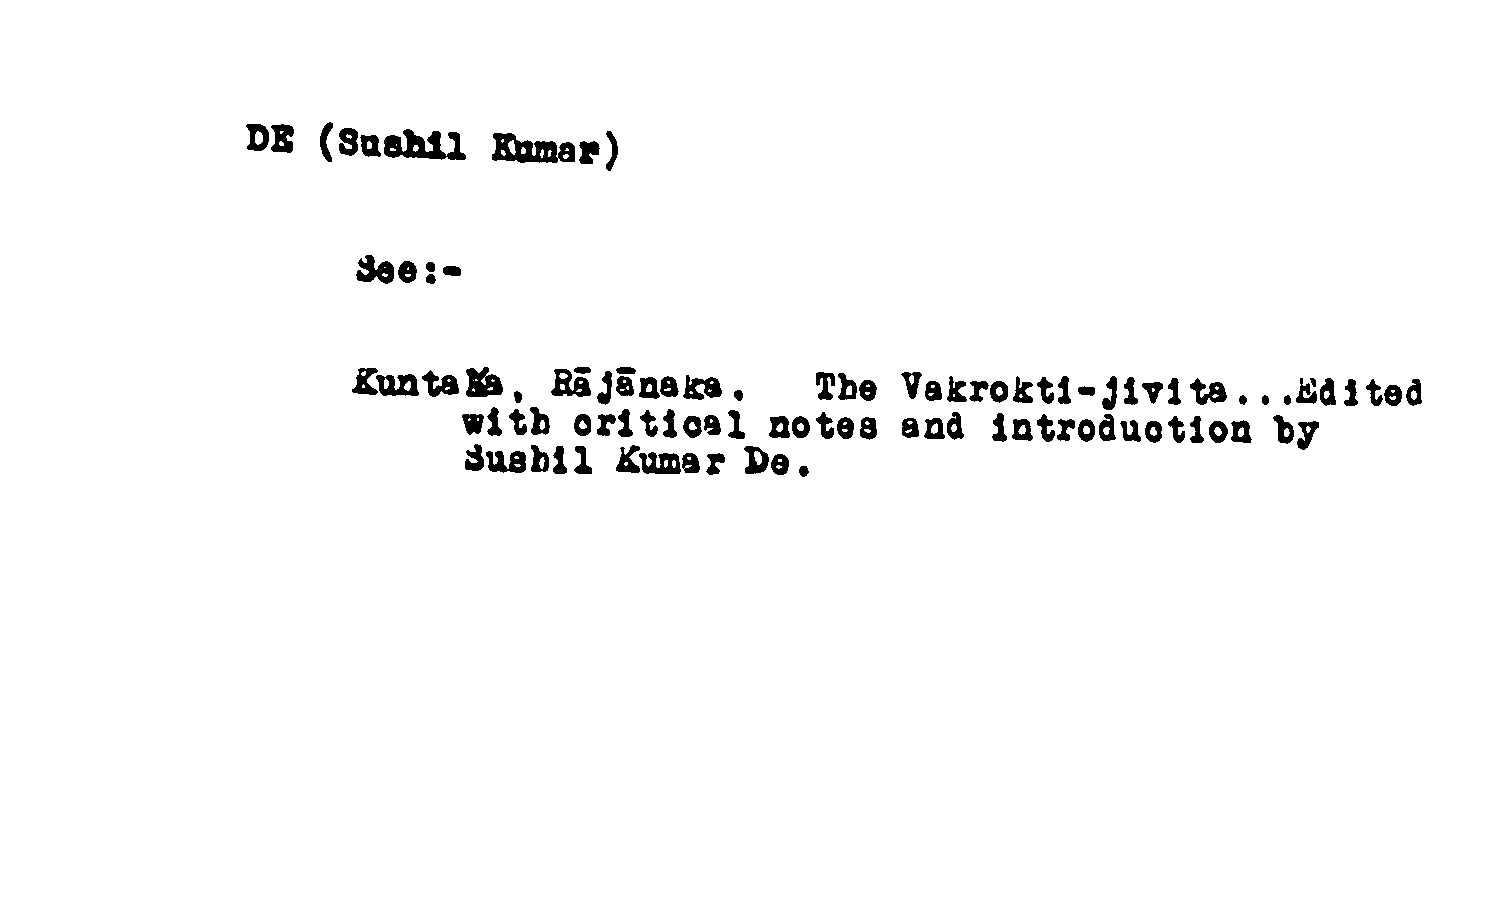 DE (Sushil Kumar)
See:-
Kuntaka, Rājānaka. The Vakrokti-jivita...Edited
with critical notes and introduction by
Sushil Kumar De.